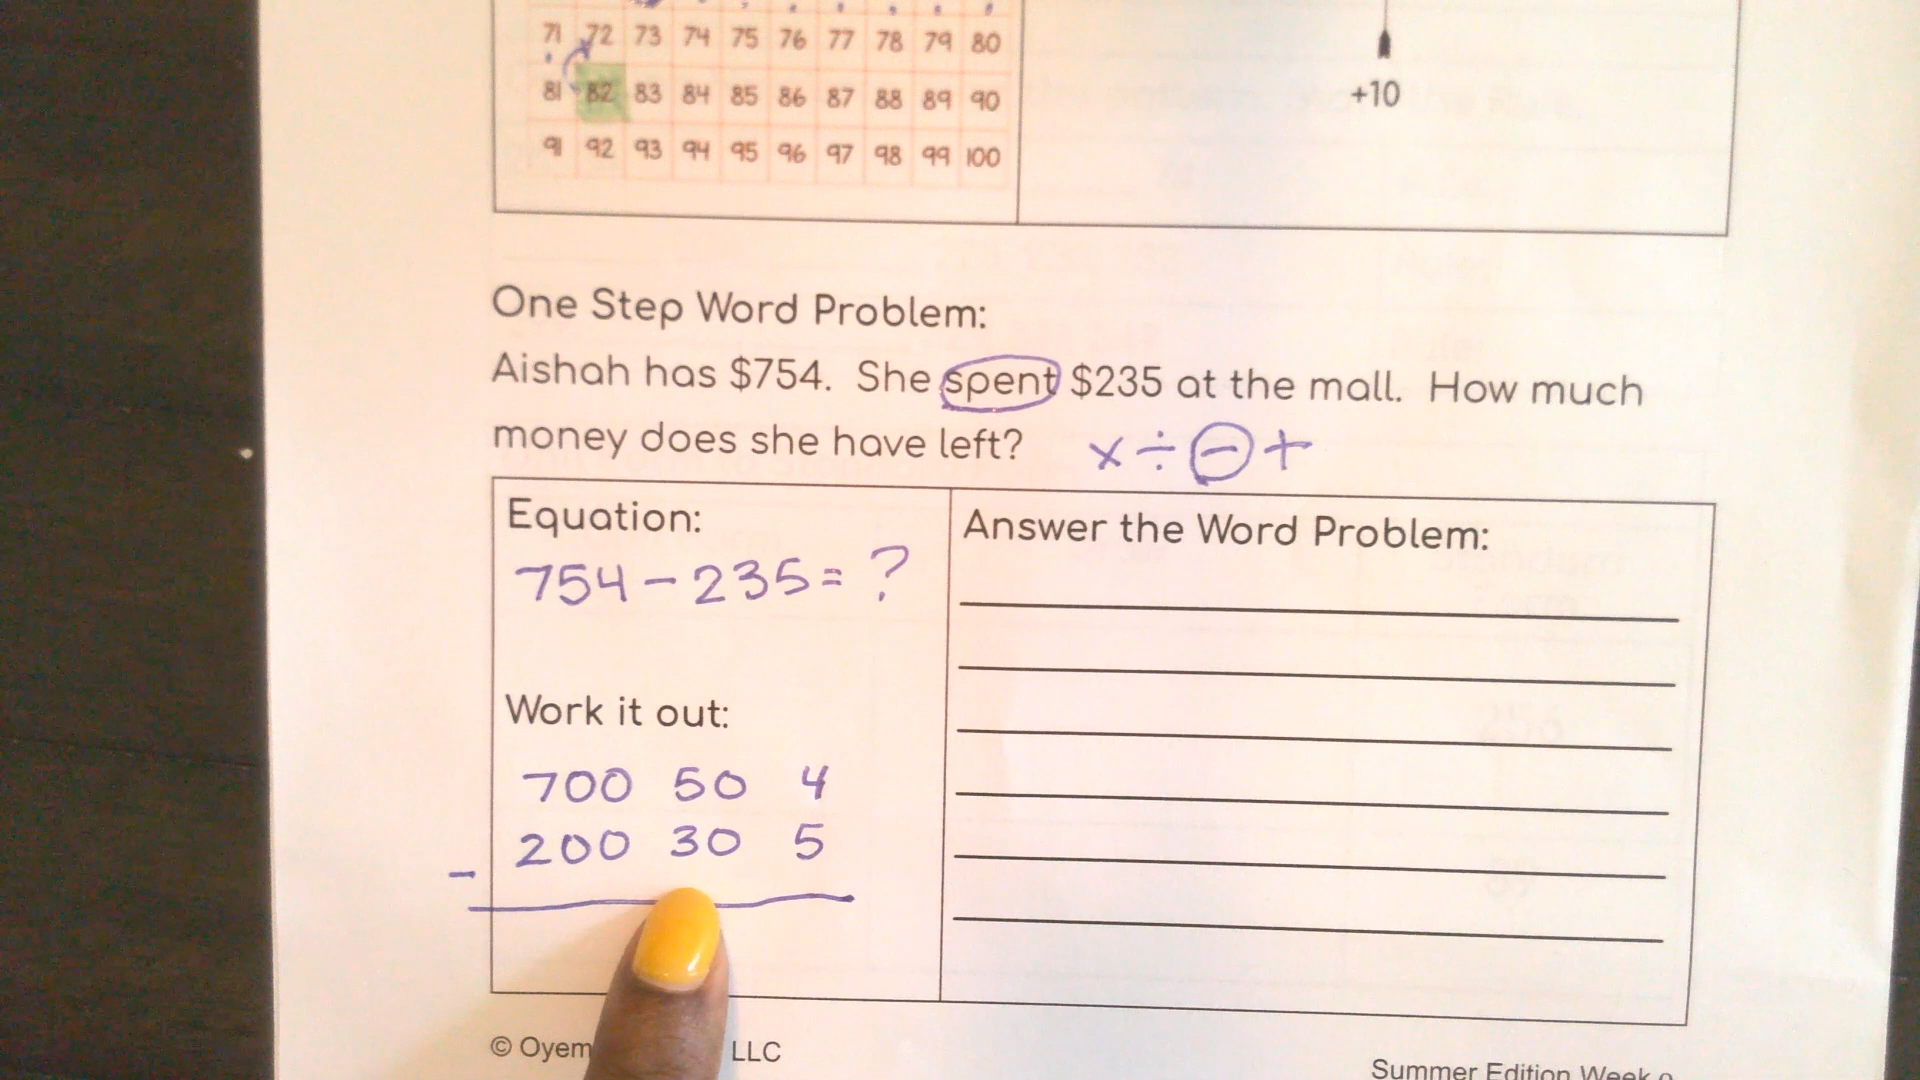 71 72 73 74 75 76 77 78 79 80
81 82 83 84 85 86 87 88 89 90
91 92 93 94 95 96 97 98 99 100
+10
One Step Word Problem:
Aishah has $754. She spent $235 at the mall. How much
money does she have left? × ÷ − +
Equation:
754 - 235 = ?
Work it out:
700 50 4
200 30 5
-
Answer the Word Problem:
© Oyem LLC
Summer Edition Week